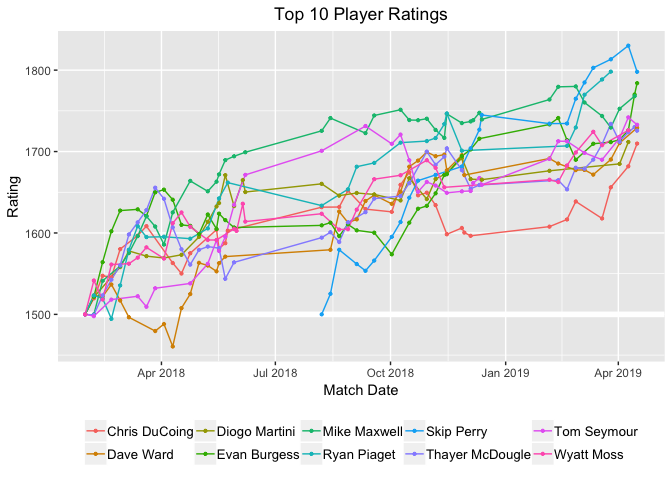 Top 10 Player Ratings
Rating
1800
1700
1600
1500
Apr 2018 Jul 2018 Oct 2018 Jan 2019 Apr 2019
Match Date
Chris DuCoing Diogo Martini Mike Maxwell Skip Perry Tom Seymour
Dave Ward Evan Burgess Ryan Piaget Thayer McDougle Wyatt Moss